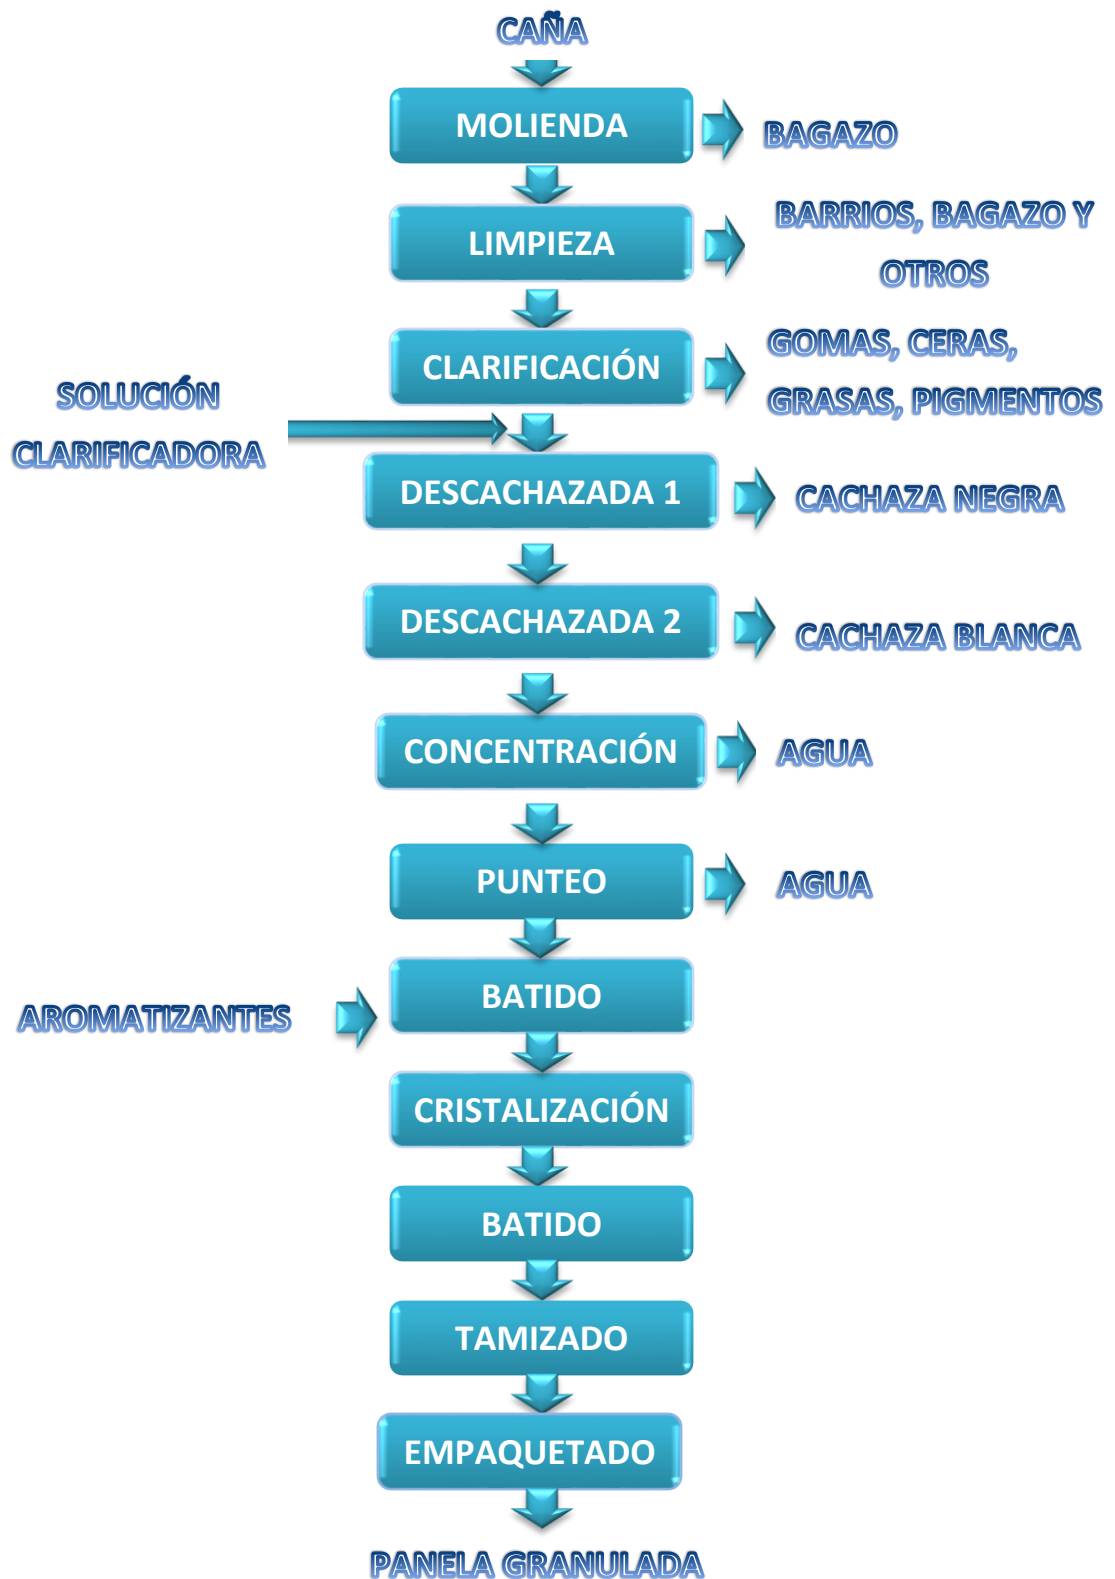 CAÑA
MOLIENDA
BAGAZO
LIMPIEZA
BARRIOS, BAGAZO Y
OTROS
CLARIFICACIÓN
GOMAS, CERAS,
GRASAS, PIGMENTOS
SOLUCIÓN
CLARIFICADORA
DESCACHAZADA 1
CACHAZA NEGRA
DESCACHAZADA 2
CACHAZA BLANCA
CONCENTRACIÓN
AGUA
PUNTEO
AGUA
BATIDO
AROMATIZANTES
CRISTALIZACIÓN
BATIDO
TAMIZADO
EMPAQUETADO
PANELA GRANULADA